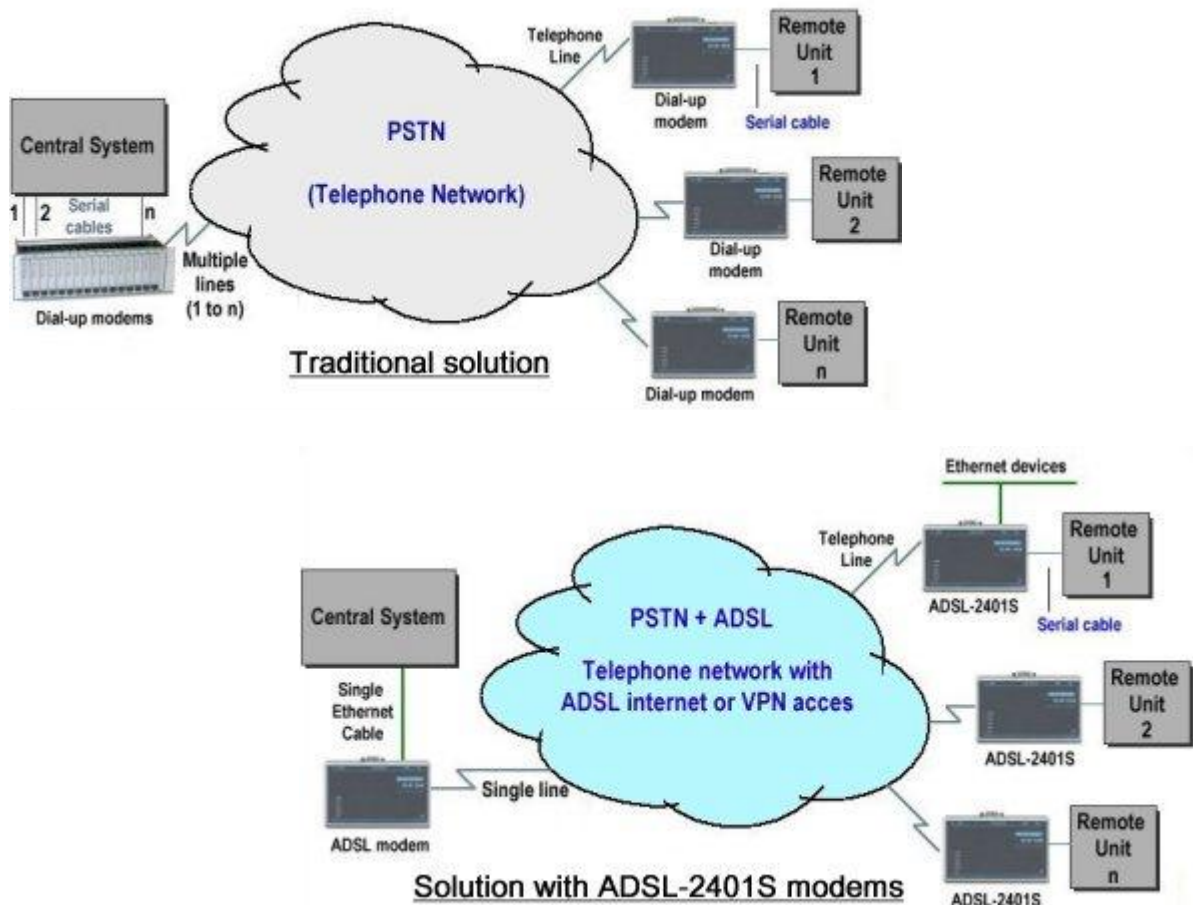 Central System
1
2
Serial
cables
n
Dial-up modems
Multiple
lines
(1 to n)
PSTN
(Telephone Network)
Telephone
Line
Dial-up
modem
Serial cable
Remote
Unit
1
Dial-up
modem
Remote
Unit
2
Dial-up modem
Remote
Unit
n
Traditional solution
Central System
Single
Ethernet
Cable
ADSL modem
Single line
PSTN + ADSL
Telephone network with
ADSL internet or VPN acces
Telephone
Line
Ethernet devices
ADSL-2401S
Serial cable
Remote
Unit
1
ADSL-2401S
Remote
Unit
2
ADSL-2401S
Remote
Unit
n
Solution with ADSL-2401S modems